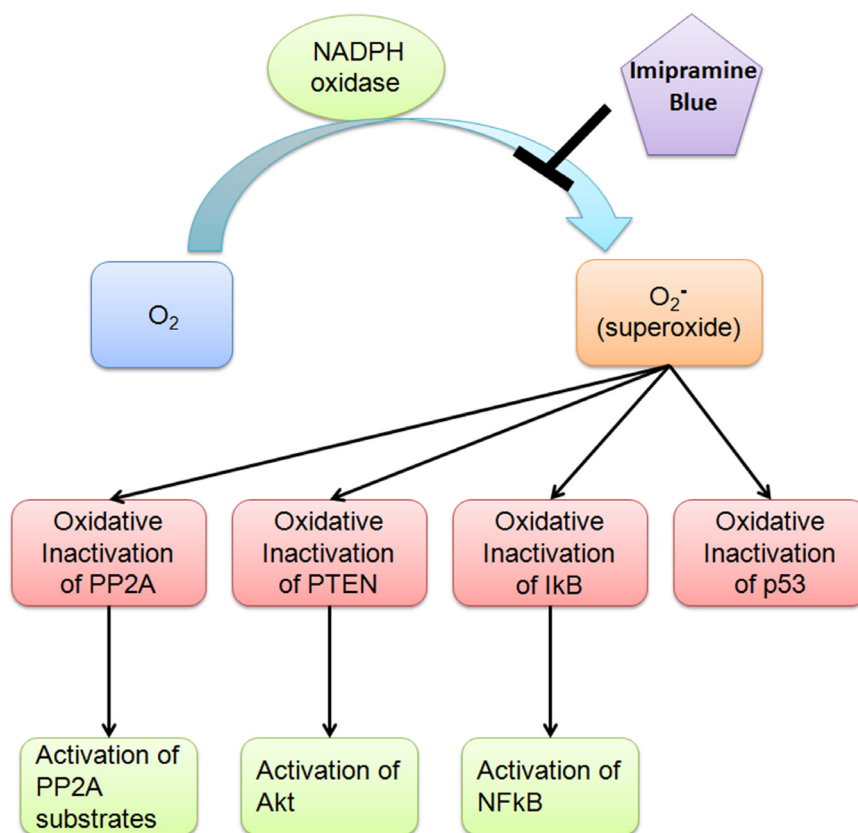 NADPH
oxidase
Imipramine
Blue
O₂
O₂⁻
(superoxide)
Oxidative
Inactivation
of PP2A
Oxidative
Inactivation
of PTEN
Oxidative
Inactivation
of IkB
Oxidative
Inactivation
of p53
Activation of
PP2A
substrates
Activation of
Akt
Activation of
NFkB